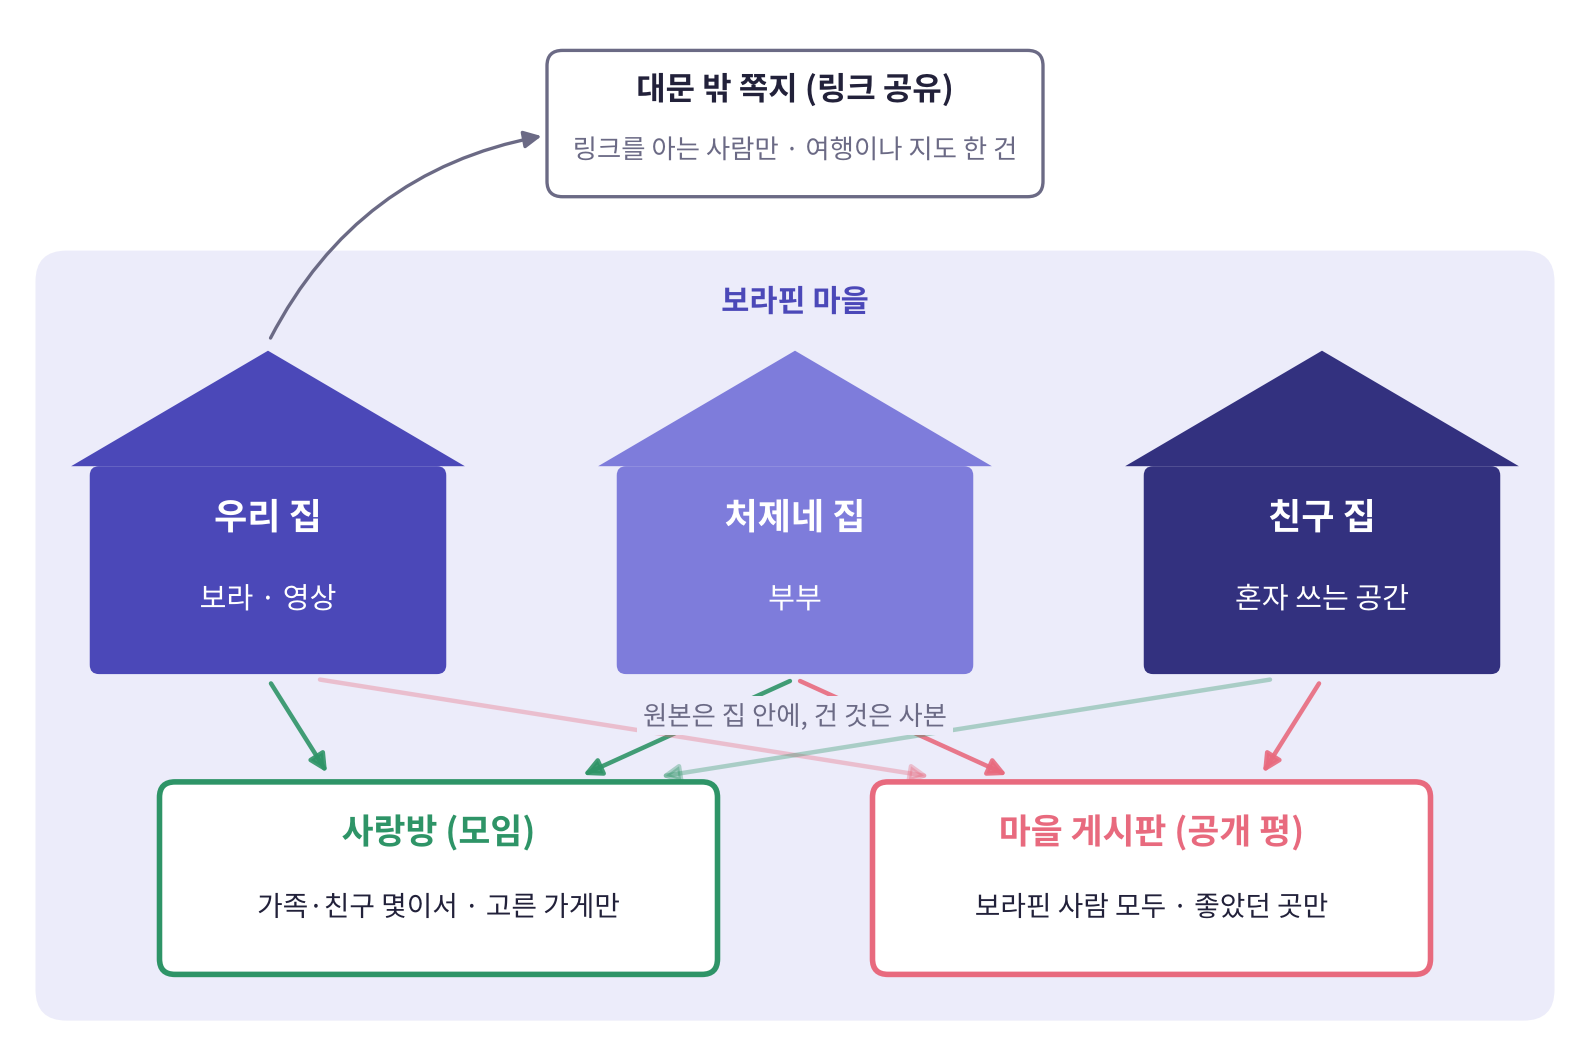 대문 밖 쪽지 (링크 공유)
링크를 아는 사람만 · 여행이나 지도 한 건
보라핀 마을
우리 집
보라 · 영상
처제네 집
부부
친구 집
혼자 쓰는 공간
원본은 집 안에, 건 것은 사본
사랑방 (모임)
가족·친구 몇이서 · 고른 가게만
마을 게시판 (공개 평)
보라핀 사람 모두 · 좋았던 곳만